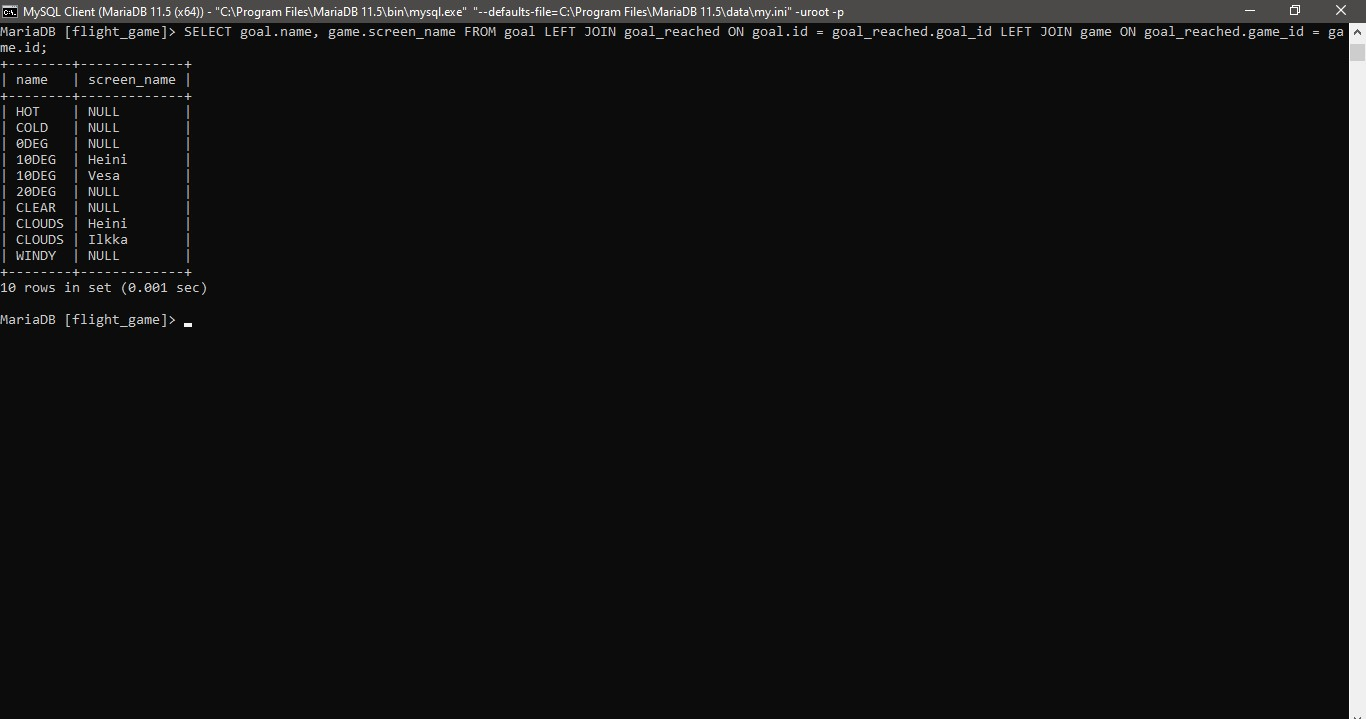 MySQL Client (MariaDB 11.5 (x64)) - "C:\Program Files\MariaDB 11.5\bin\mysql.exe" "--defaults-file=C:\Program Files\MariaDB 11.5\data\my.ini" -uroot -p
MariaDB [flight_game]> SELECT goal.name, game.screen_name FROM goal LEFT JOIN goal_reached ON goal.id = goal_reached.goal_id LEFT JOIN game ON goal_reached.game_id = ga
me.id;
+--------+-------------+
| name   | screen_name |
+--------+-------------+
| HOT    | NULL        |
| COLD   | NULL        |
| 0DEG   | NULL        |
| 10DEG  | Heini       |
| 10DEG  | Vesa        |
| 20DEG  | NULL        |
| CLEAR  | NULL        |
| CLOUDS | Heini       |
| CLOUDS | Ilkka       |
| WINDY  | NULL        |
+--------+-------------+
10 rows in set (0.001 sec)
MariaDB [flight_game]>